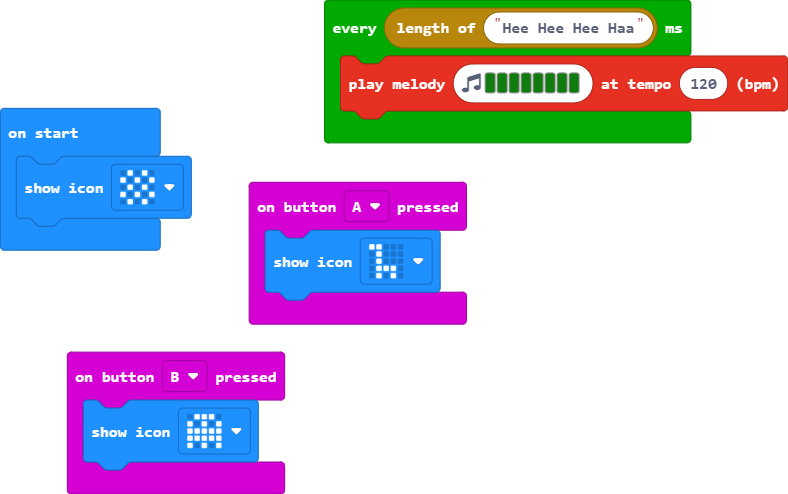 every length of "Hee Hee Hee Haa" ms
play melody at tempo 120 (bpm)
on start
show icon
on button A pressed
show icon
on button B pressed
show icon